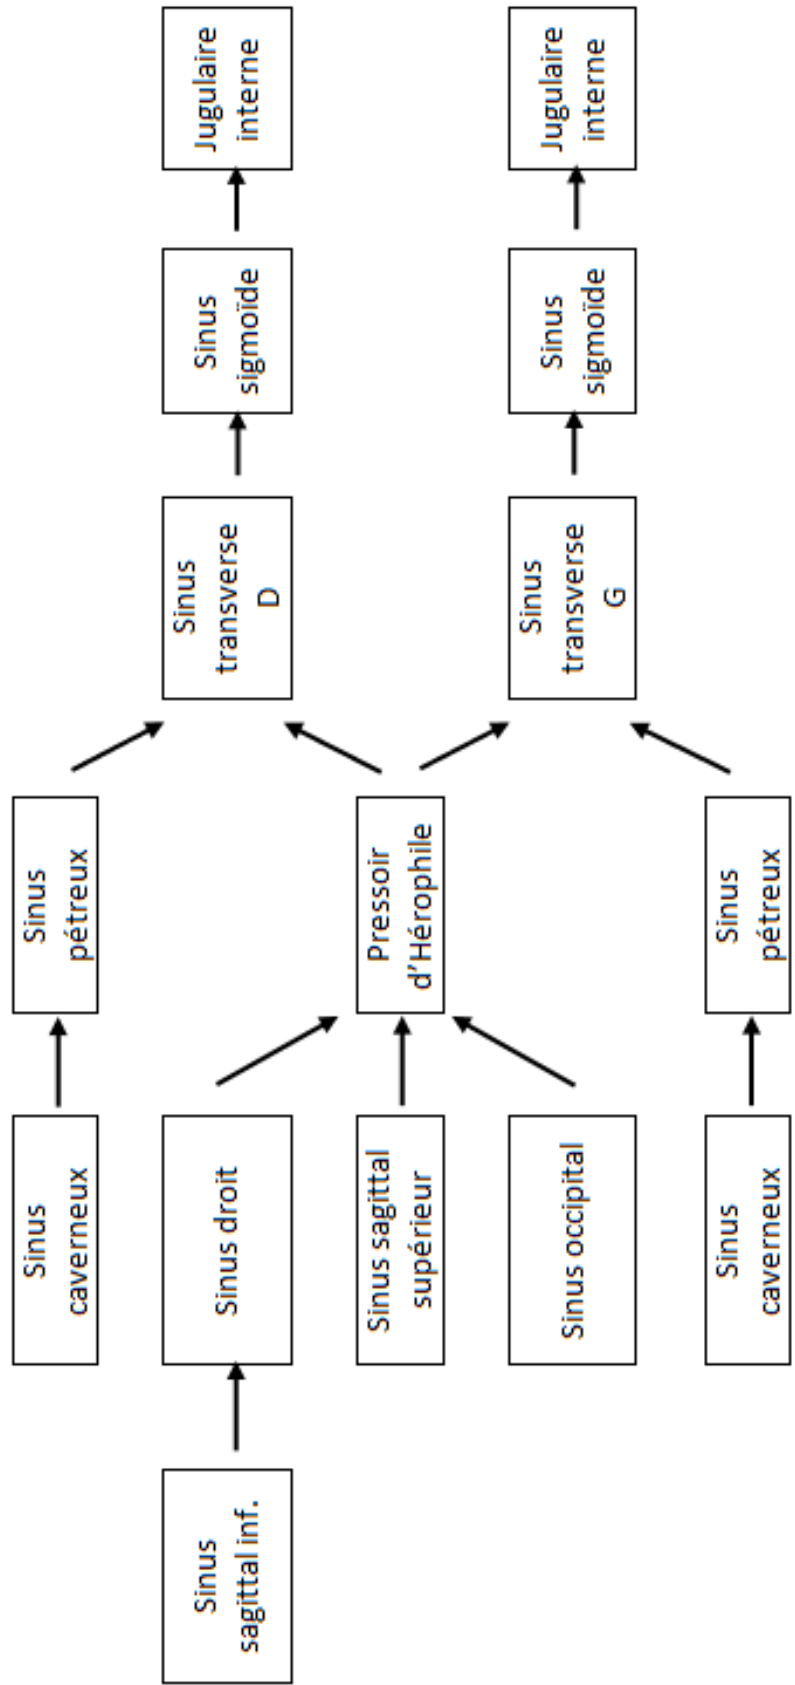 Sinus
caverneux
Sinus
pétreux
Sinus
sagittal inf.
Sinus droit
Sinus
transverse
D
Sinus
sigmoïde
Jugulaire
interne
Sinus sagittal
supérieur
Pressoir
d'Hérophile
Sinus occipital
Sinus
transverse
G
Sinus
sigmoïde
Jugulaire
interne
Sinus
caverneux
Sinus
pétreux